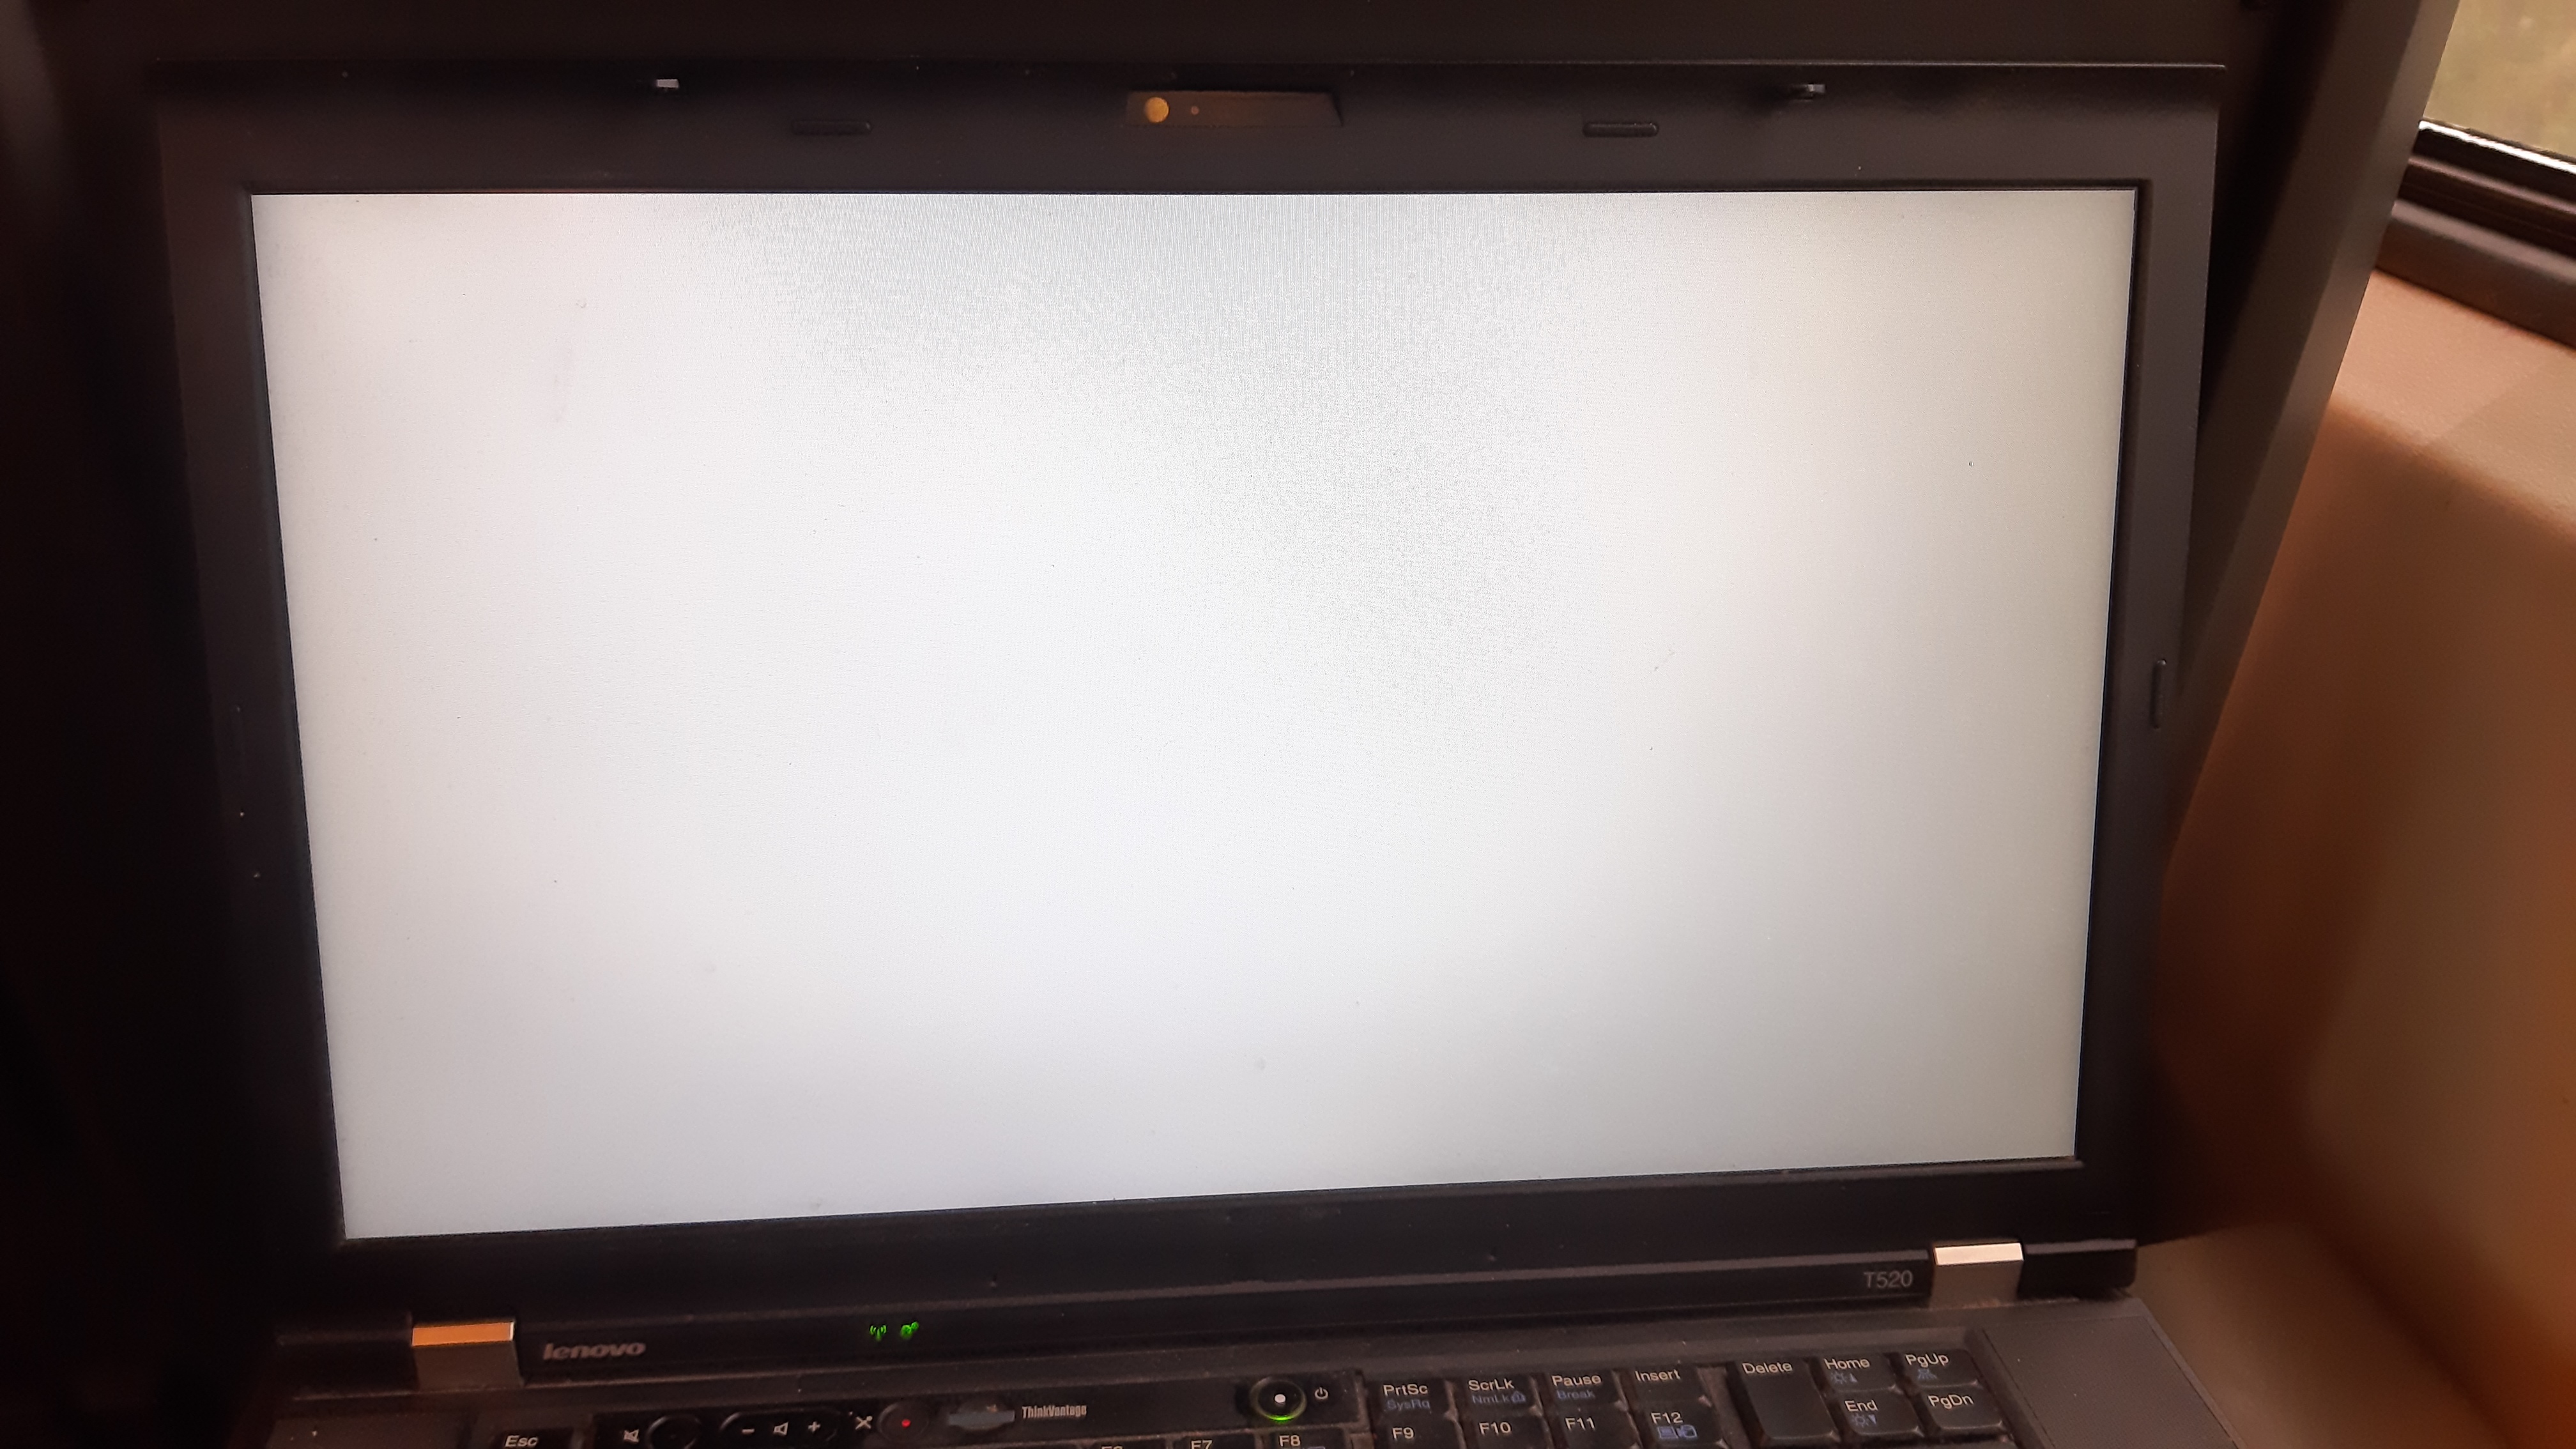 T520
lenovo
ThinkVantage
PrtSc
SysRq
ScrLk
NmLk
Pause
Break
Insert
Delete
Home
PgUp
End
PgDn
Esc
F7
F8
F9
F10
F11
F12